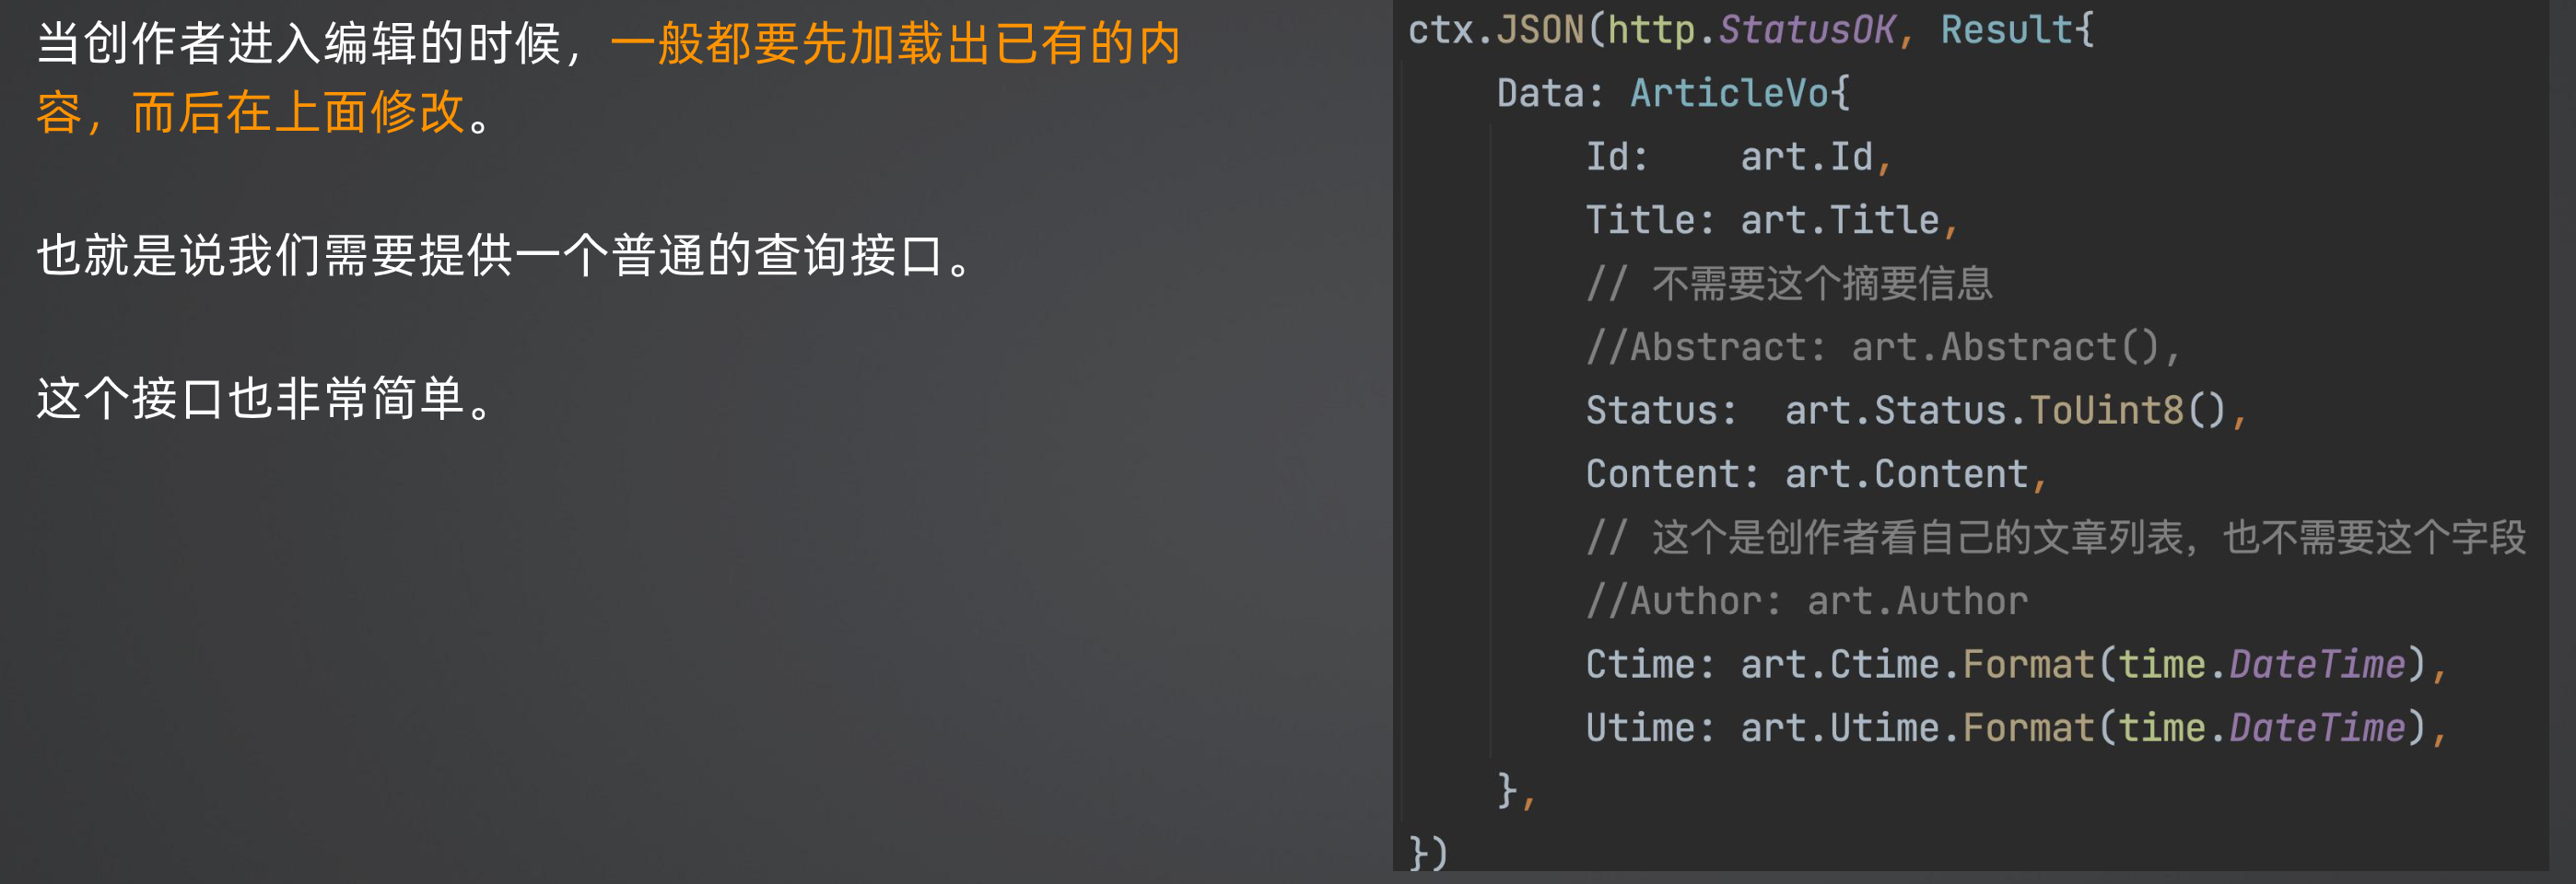 当创作者进入编辑的时候，一般都要先加载出已有的内
容，而后在上面修改。
也就是说我们需要提供一个普通的查询接口。
这个接口也非常简单。
ctx.JSON(http.StatusOK, Result{
Data: ArticleVo{
Id:    art.Id,
Title: art.Title,
// 不需要这个摘要信息
//Abstract: art.Abstract(),
Status:  art.Status.ToUint8(),
Content: art.Content,
// 这个是创作者看自己的文章列表，也不需要这个字段
//Author: art.Author
Ctime: art.Ctime.Format(time.DateTime),
Utime: art.Utime.Format(time.DateTime),
},
})